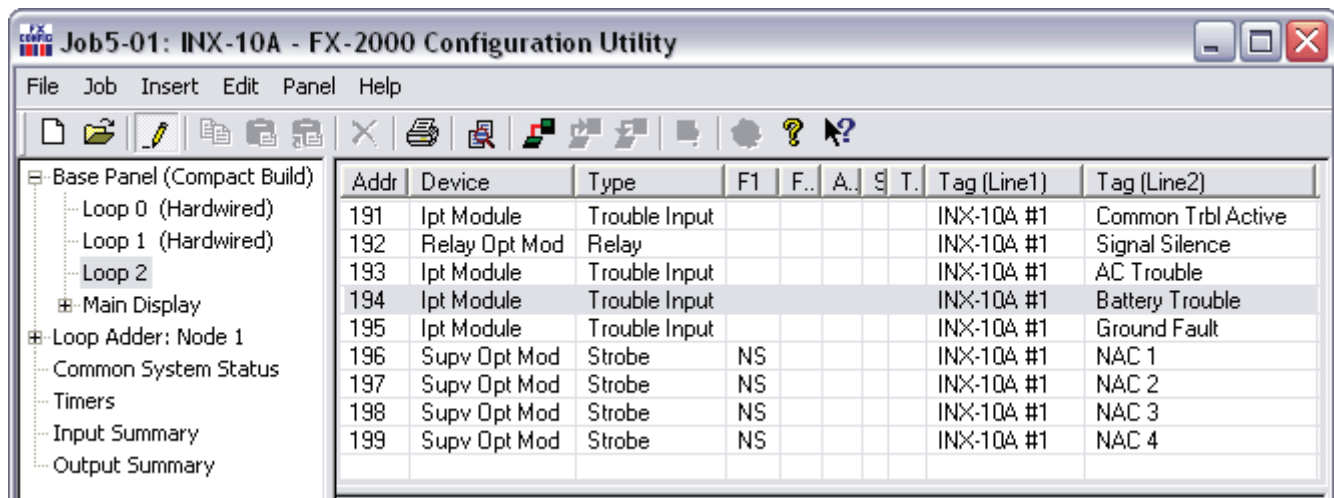 FX CONFIG Job5-01: INX-10A - FX-2000 Configuration Utility
File Job Insert Edit Panel Help
Base Panel (Compact Build)
Loop 0 (Hardwired)
Loop 1 (Hardwired)
Loop 2
Main Display
Loop Adder: Node 1
Common System Status
Timers
Input Summary
Output Summary
Addr Device Type F1 F.. A.. S T. Tag (Line1) Tag (Line2)
191 Ipt Module Trouble Input INX-10A #1 Common Trbl Active
192 Relay Opt Mod Relay INX-10A #1 Signal Silence
193 Ipt Module Trouble Input INX-10A #1 AC Trouble
194 Ipt Module Trouble Input INX-10A #1 Battery Trouble
195 Ipt Module Trouble Input INX-10A #1 Ground Fault
196 Supv Opt Mod Strobe NS INX-10A #1 NAC 1
197 Supv Opt Mod Strobe NS INX-10A #1 NAC 2
198 Supv Opt Mod Strobe NS INX-10A #1 NAC 3
199 Supv Opt Mod Strobe NS INX-10A #1 NAC 4